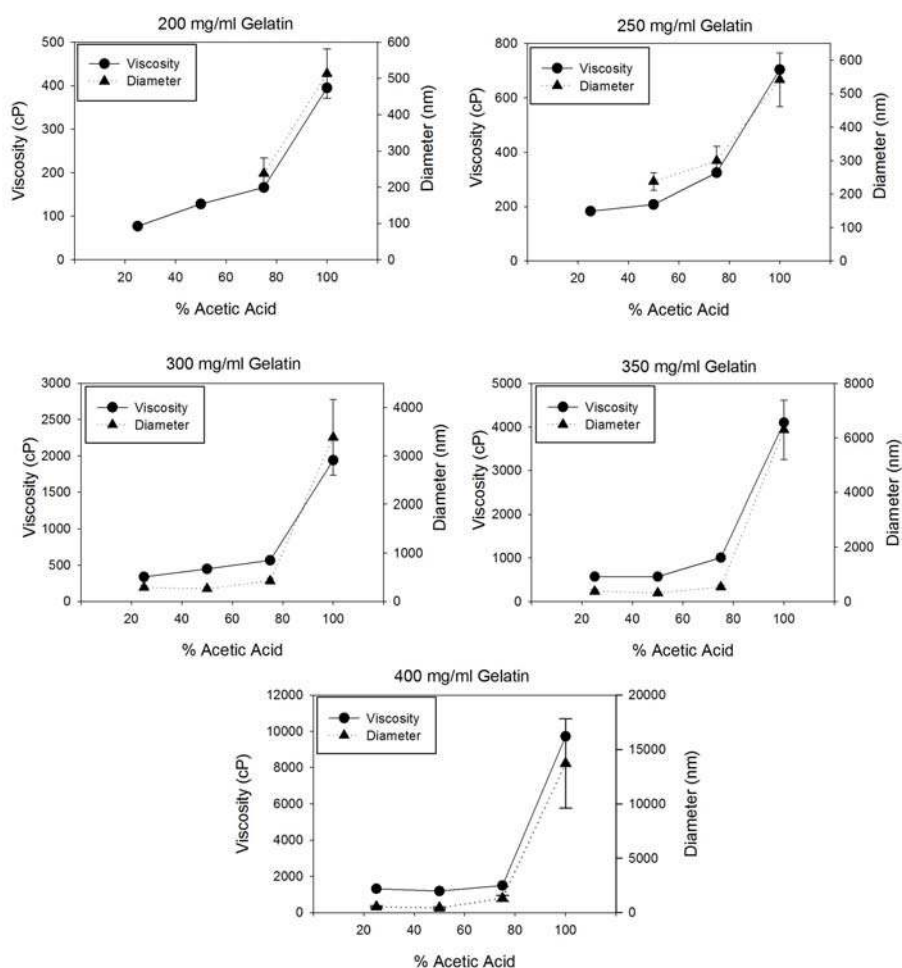 200 mg/ml Gelatin
500
400
300
200
100
0
Viscosity (cP)
Viscosity
Diameter
600
500
400
300
200
100
0
Diameter (nm)
20 40 60 80 100
% Acetic Acid
250 mg/ml Gelatin
800
600
400
200
0
Viscosity (cP)
Viscosity
Diameter
600
500
400
300
200
100
0
Diameter (nm)
20 40 60 80 100
% Acetic Acid
300 mg/ml Gelatin
3000
2500
2000
1500
1000
500
0
Viscosity (cP)
Viscosity
Diameter
4000
3000
2000
1000
0
Diameter (nm)
20 40 60 80 100
% Acetic Acid
350 mg/ml Gelatin
5000
4000
3000
2000
1000
0
Viscosity (cP)
Viscosity
Diameter
8000
6000
4000
2000
0
Diameter (nm)
20 40 60 80 100
% Acetic Acid
400 mg/ml Gelatin
12000
10000
8000
6000
4000
2000
0
Viscosity (cP)
Viscosity
Diameter
20000
15000
10000
5000
0
Diameter (nm)
20 40 60 80 100
% Acetic Acid